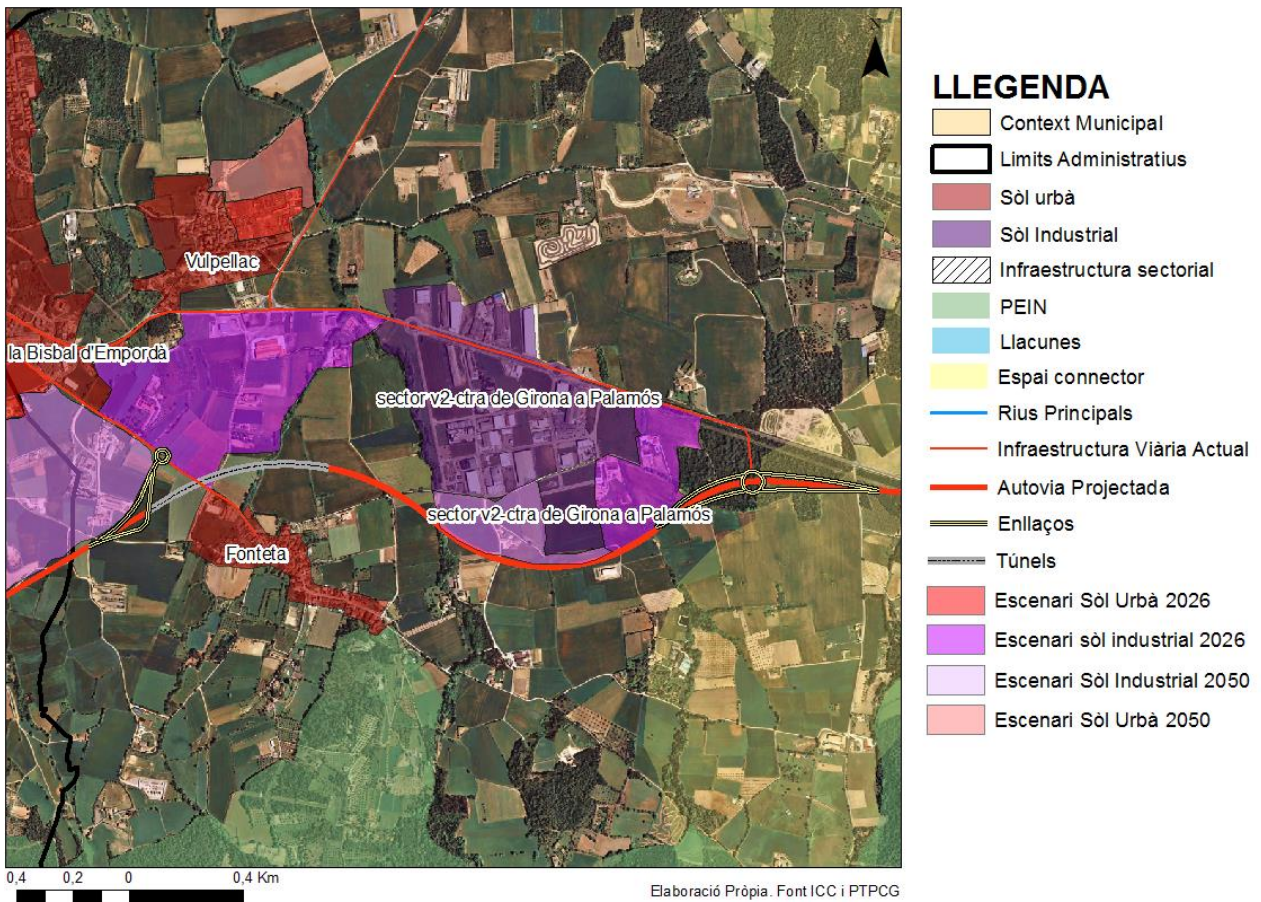 Vulpellac
la Bisbal d'Empordà
sector v2-ctra de Girona a Palamós
sector v2-ctra de Girona a Palamós
Fonteta
0,4 0,2 0 0,4 Km
Elaboració Pròpia. Font ICC i PTPCG
LLEGENDA
Context Municipal
Limits Administratius
Sòl urbà
Sòl Industrial
Infraestructura sectorial
PEIN
Llacunes
Espai connector
Rius Principals
Infraestructura Viària Actual
Autovia Projectada
Enllaços
Túnels
Escenari Sòl Urbà 2026
Escenari sòl industrial 2026
Escenari Sòl Industrial 2050
Escenari Sòl Urbà 2050